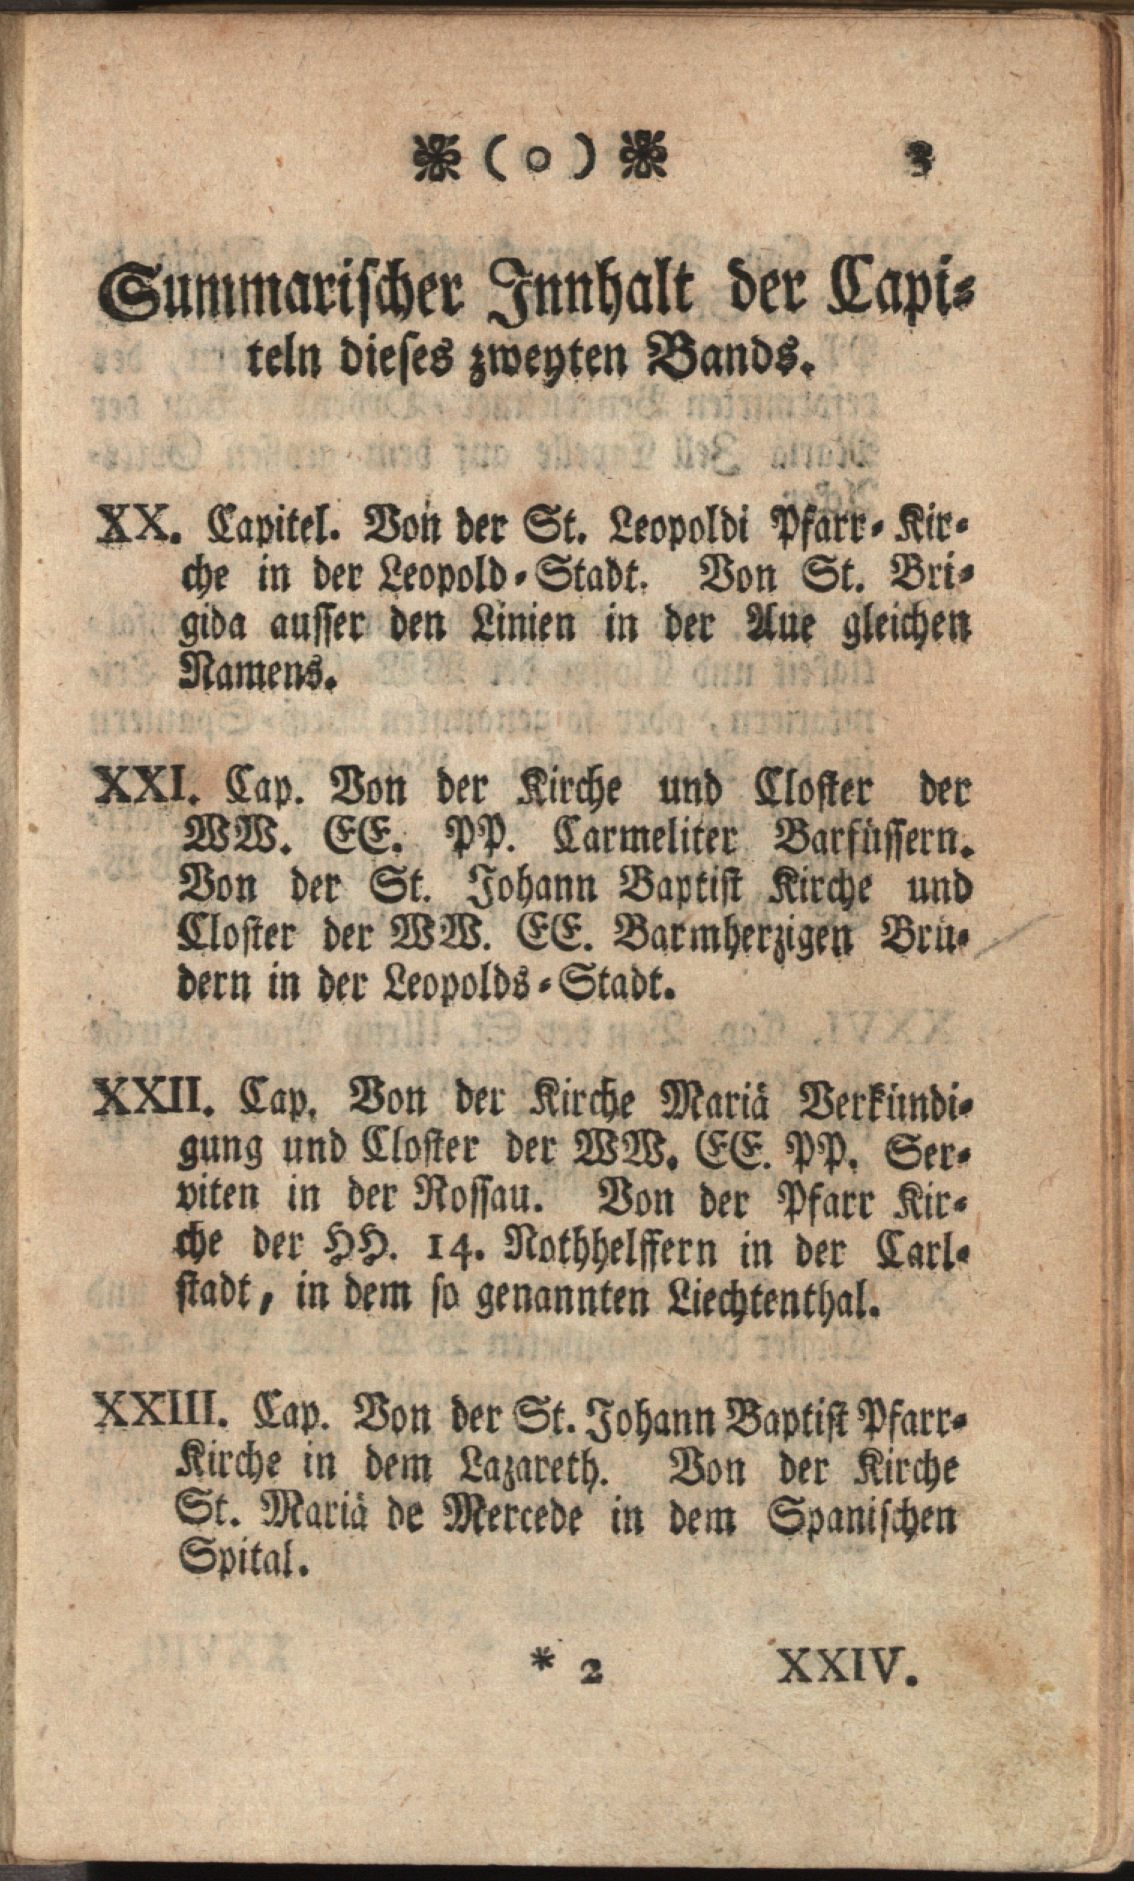 ❋ ( o ) ❋ 3
Summarischer Innhalt der Capi-
teln dieses zweyten Bands.
XX. Capitel. Von der St. Leopoldi Pfarr-Kir-
che in der Leopold-Stadt. Von St. Bri-
gida ausser den Linien in der Aue gleichen
Namens.
XXI. Cap. Von der Kirche und Closter der
WW. EE. PP. Carmeliter Barfüssern.
Von der St. Johann Baptist Kirche und
Closter der WW. EE. Barmherzigen Brü-
dern in der Leopolds-Stadt.
XXII. Cap. Von der Kirche Mariä Verkündi-
gung und Closter der WW. EE. PP. Ser-
viten in der Rossau. Von der Pfarr Kir-
che der HH. 14. Nothhelffern in der Carl-
stadt, in dem so genannten Liechtenthal.
XXIII. Cap. Von der St. Johann Baptist Pfarr-
Kirche in dem Lazareth. Von der Kirche
St. Mariä de Mercede in dem Spanischen
Spital.
* 2 XXIV.